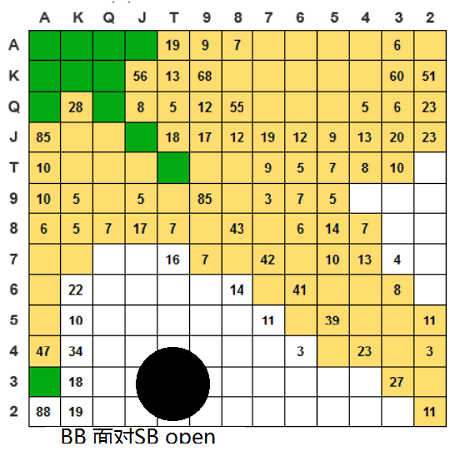 A K Q J T 9 8 7 6 5 4 3 2
A 19 9 7 6
K 56 13 68 60 51
Q 28 8 5 12 55 5 6 23
J 85 18 17 12 19 12 9 13 20 23
T 10 9 5 7 8 10
9 10 5 5 85 3 7 5
8 6 5 7 17 7 43 6 14 7
7 16 7 42 10 13 4
6 22 14 41 8
5 10 11 39 11
4 47 34 3 23 3
3 18 27
2 88 19 11
BB 面对SB open